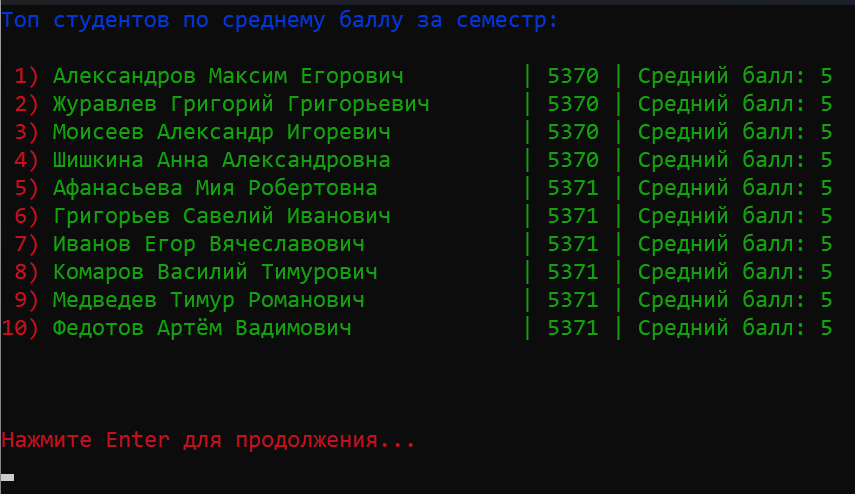 Топ студентов по среднему баллу за семестр:
1) Александров Максим Егорович | 5370 | Средний балл: 5
2) Журавлев Григорий Григорьевич | 5370 | Средний балл: 5
3) Моисеев Александр Игоревич | 5370 | Средний балл: 5
4) Шишкина Анна Александровна | 5370 | Средний балл: 5
5) Афанасьева Мия Робертовна | 5371 | Средний балл: 5
6) Григорьев Савелий Иванович | 5371 | Средний балл: 5
7) Иванов Егор Вячеславович | 5371 | Средний балл: 5
8) Комаров Василий Тимурович | 5371 | Средний балл: 5
9) Медведев Тимур Романович | 5371 | Средний балл: 5
10) Федотов Артём Вадимович | 5371 | Средний балл: 5
Нажмите Enter для продолжения...